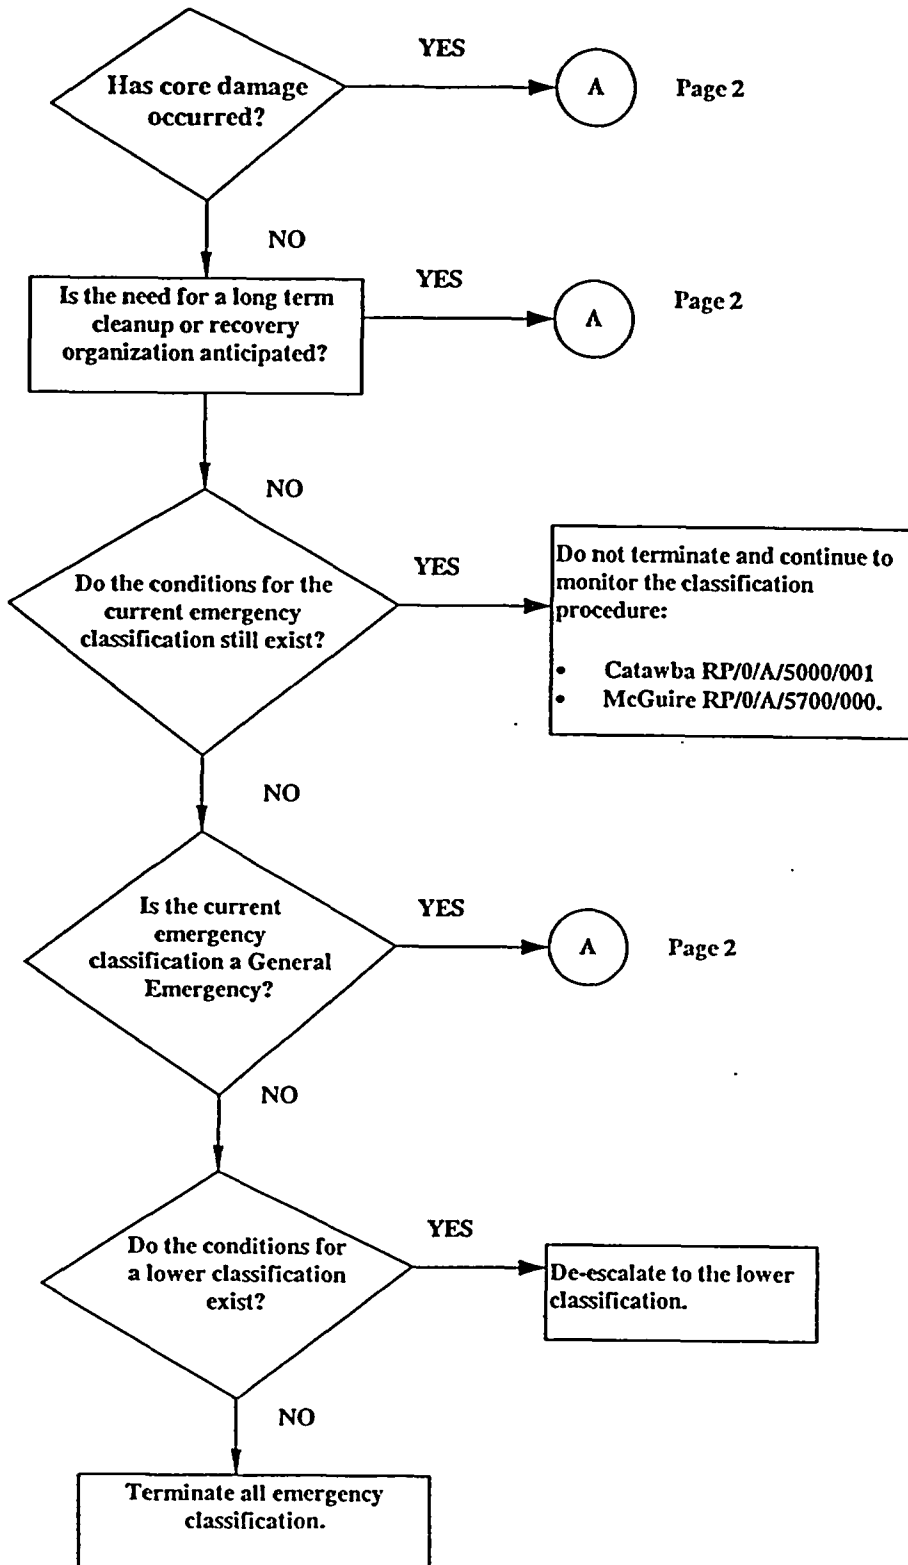 YES
Has core damage
occurred?
A
Page 2
NO
YES
Is the need for a long term
cleanup or recovery
organization anticipated?
A
Page 2
NO
YES
Do the conditions for the
current emergency
classification still exist?
Do not terminate and continue to
monitor the classification
procedure:
• Catawba RP/0/A/5000/001
• McGuire RP/0/A/5700/000.
NO
YES
Is the current
emergency
classification a General
Emergency?
A
Page 2
NO
YES
Do the conditions for
a lower classification
exist?
De-escalate to the lower
classification.
NO
Terminate all emergency
classification.